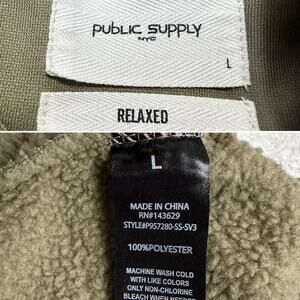 PUBLIC SUPPLY
NYC
L
RELAXED
L
MADE IN CHINA
RN#143629
STYLE#P957280-SS-SV3
100%POLYESTER
MACHINE WASH COLD
WITH LIKE COLORS
ONLY NON-CHLORINE
BLEACH WHEN NEEDED